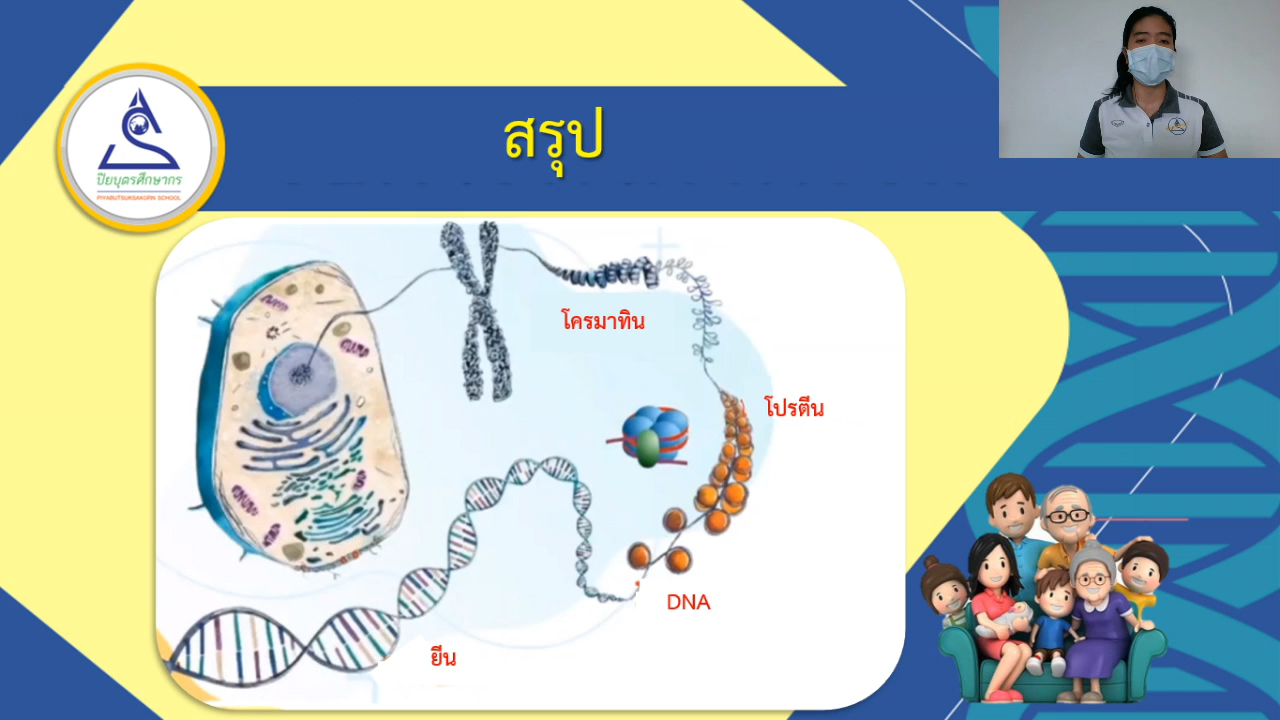 สรุป
ปิยบุตรศึกษากร
PIYABUTSUKSAKORN SCHOOL
โครมาทิน
โปรตีน
DNA
ยีน